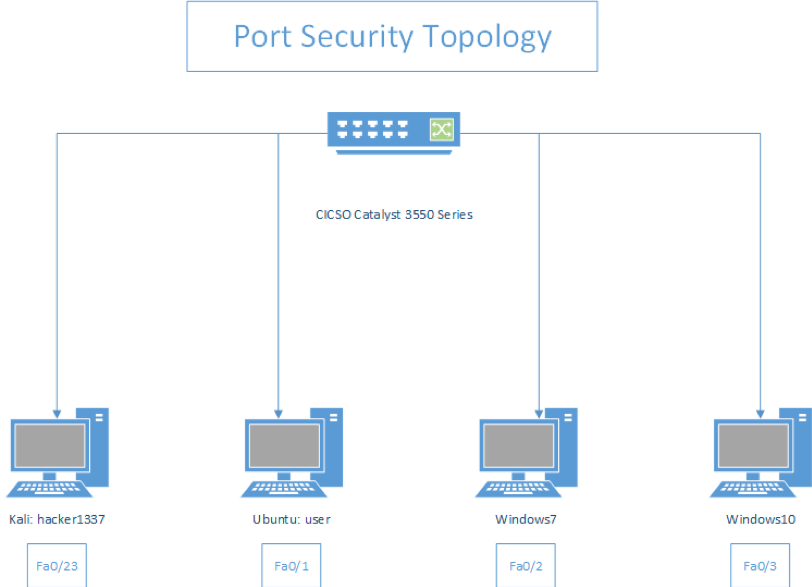 Port Security Topology
CICSO Catalyst 3550 Series
Kali: hacker1337
Ubuntu: user
Windows7
Windows10
Fa0/23
Fa0/1
Fa0/2
Fa0/3